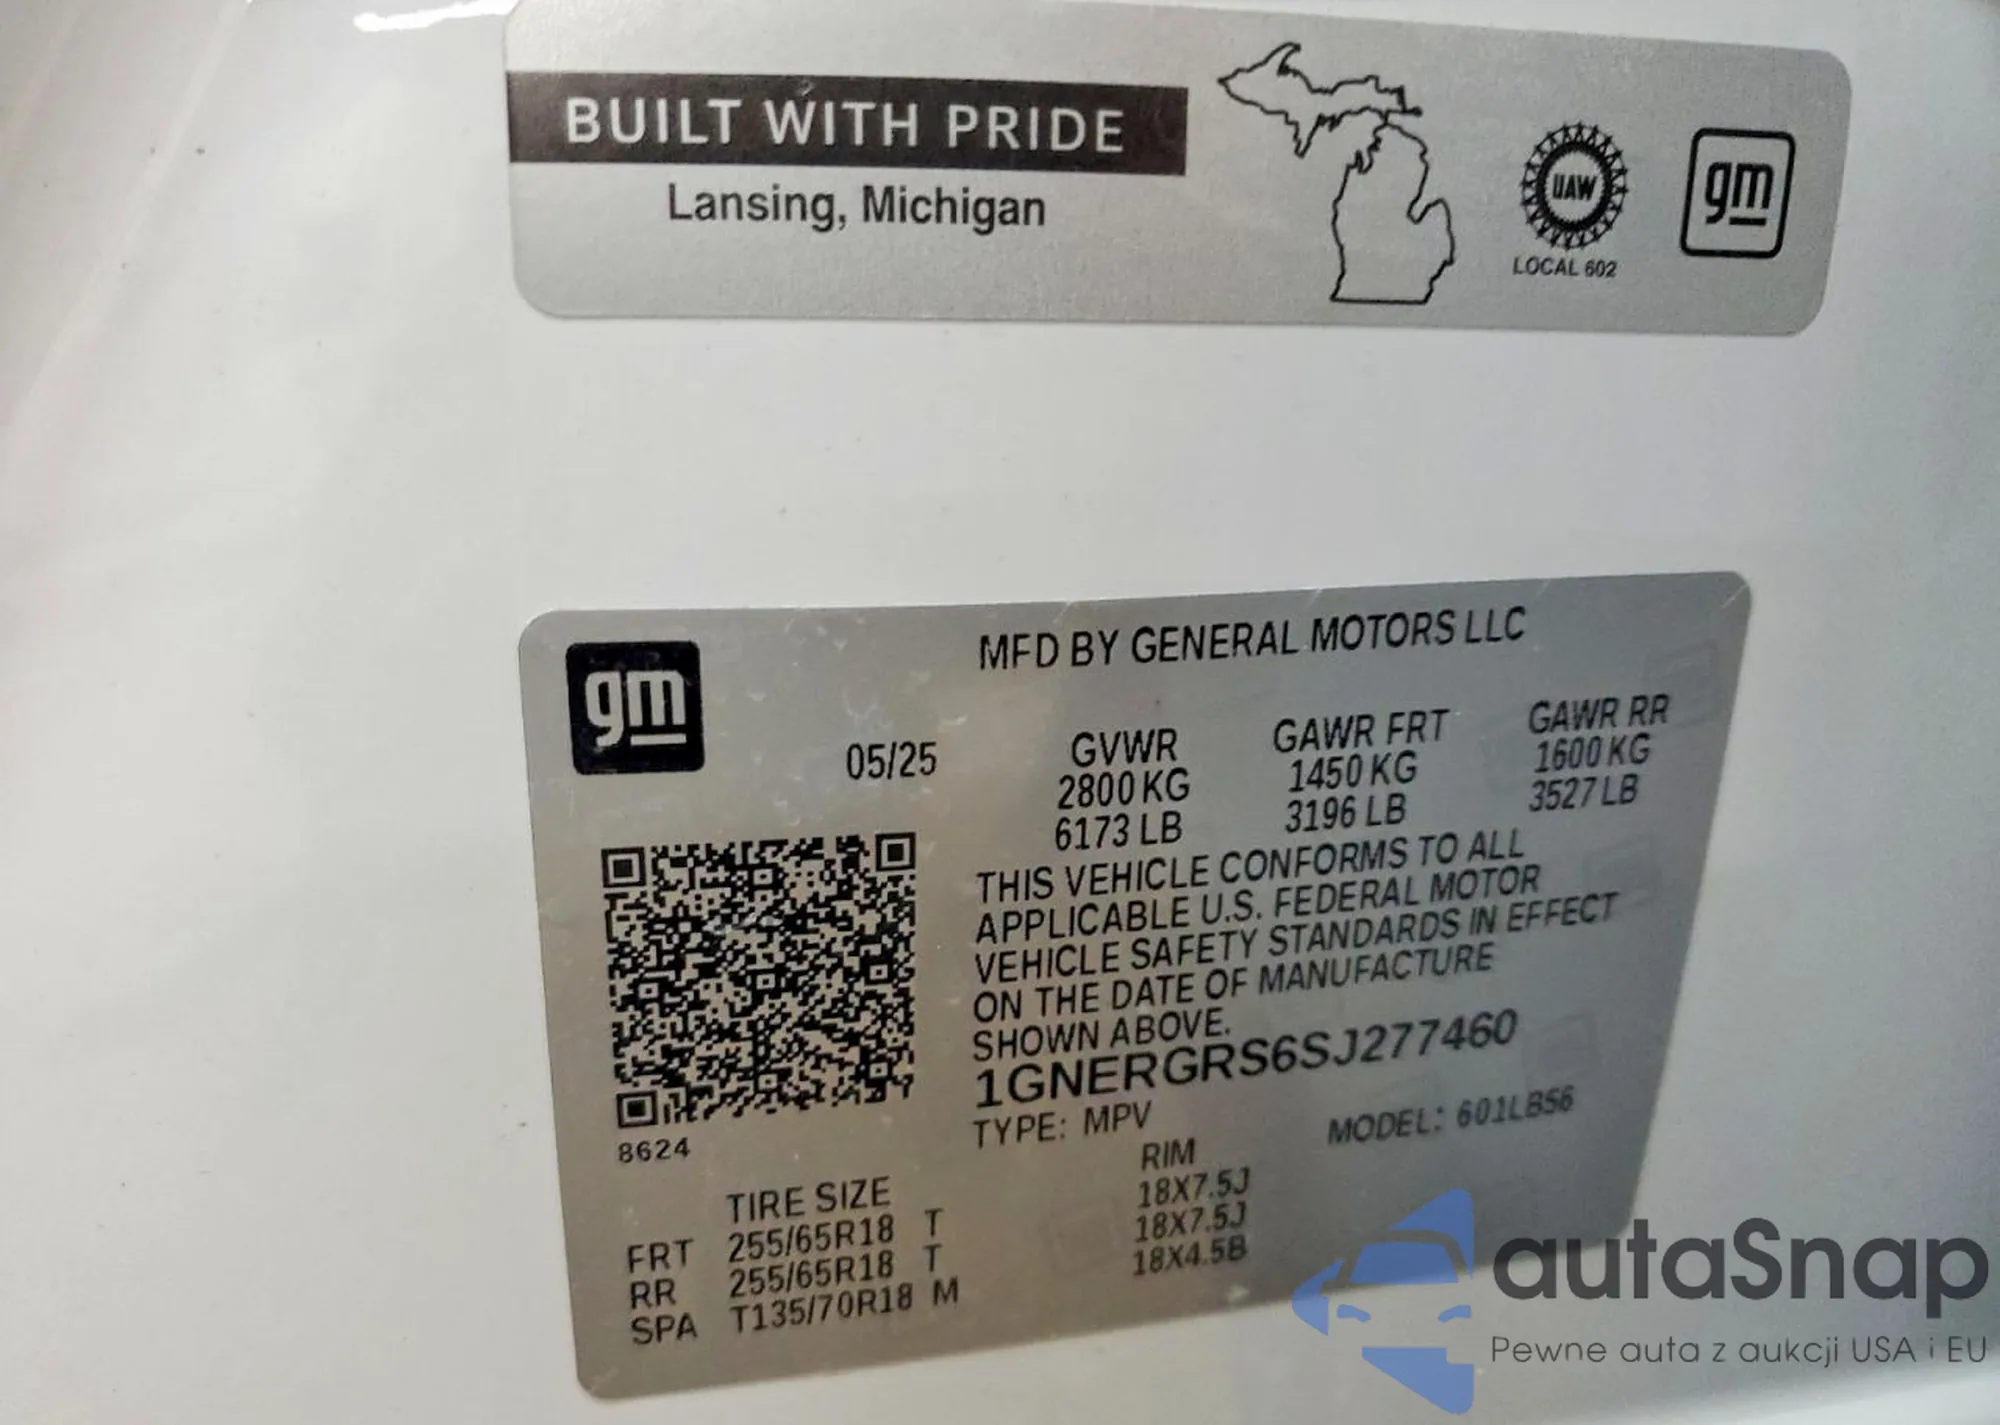 BUILT WITH PRIDE
Lansing, Michigan
UAW
LOCAL 602
gm
gm
MFD BY GENERAL MOTORS LLC
05/25
GVWR GAWR FRT GAWR RR
2800 KG 1450 KG 1600 KG
6173 LB 3196 LB 3527 LB
THIS VEHICLE CONFORMS TO ALL
APPLICABLE U.S. FEDERAL MOTOR
VEHICLE SAFETY STANDARDS IN EFFECT
ON THE DATE OF MANUFACTURE
SHOWN ABOVE.
1GNERGRS6SJ277460
TYPE: MPV MODEL: 601LB56
8624
TIRE SIZE RIM
FRT 255/65R18 T 18X7.5J
RR 255/65R18 T 18X7.5J
SPA T135/70R18 M 18X4.5B
autaSnap
Pewne auta z aukcji USA i EU